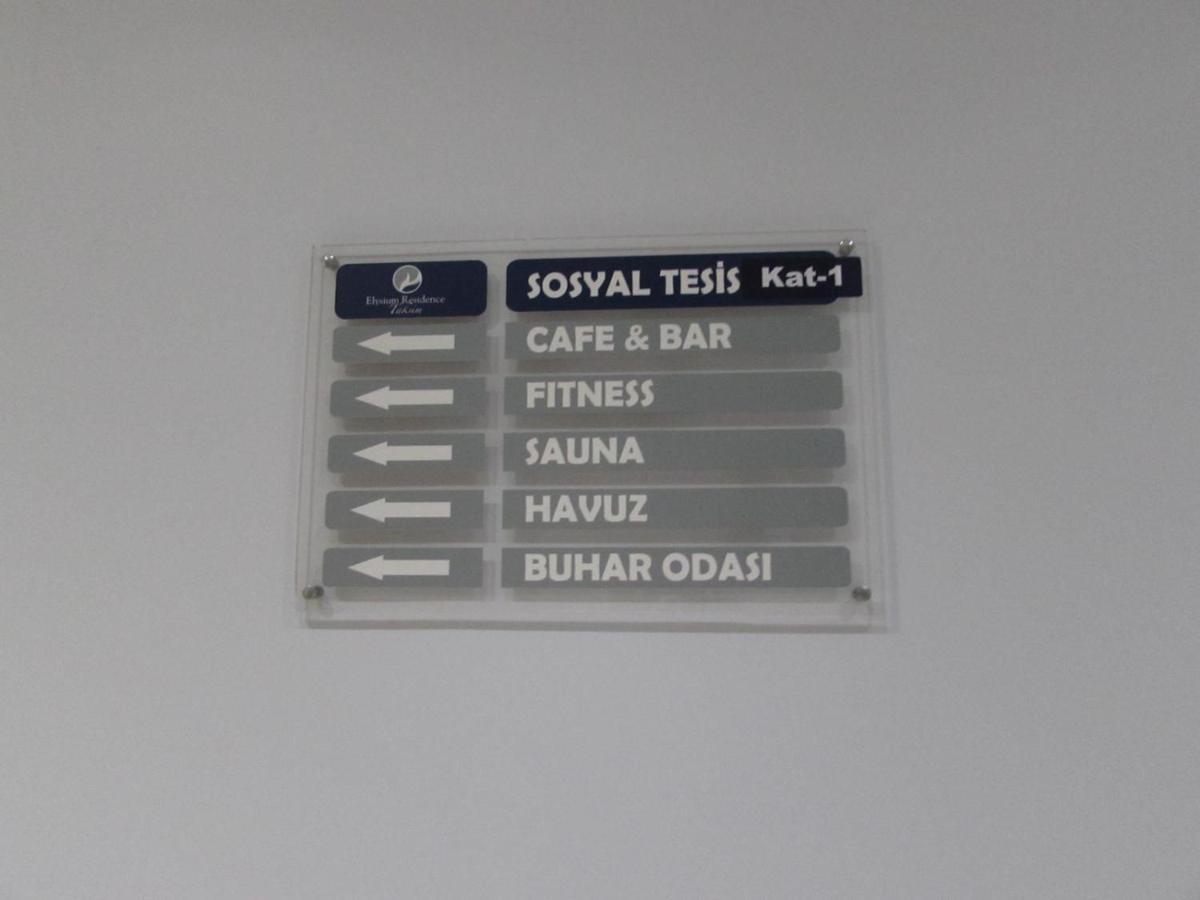 Elysium Residence
Taksim
SOSYAL TESİS Kat-1
CAFE & BAR
FITNESS
SAUNA
HAVUZ
BUHAR ODASI